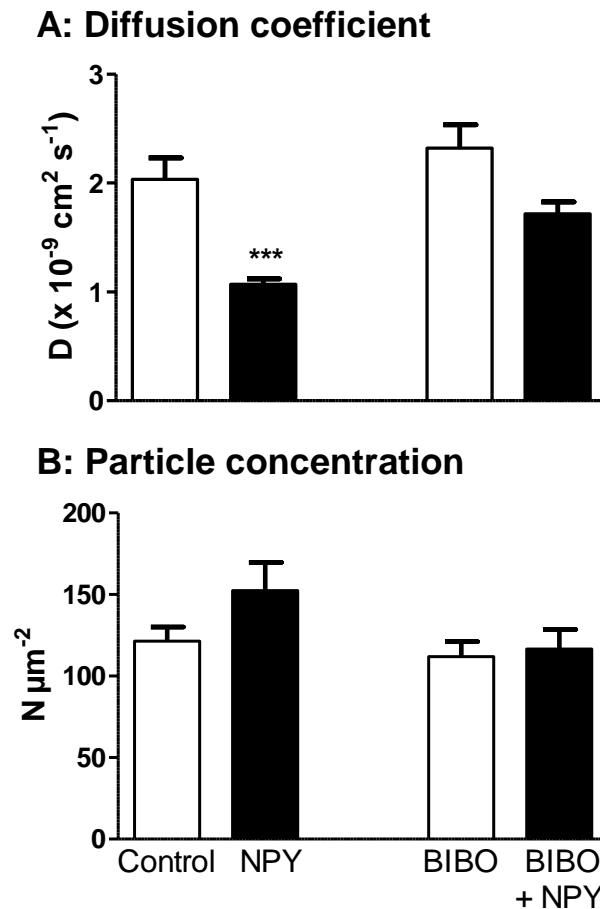 A: Diffusion coefficient
D (x 10⁻⁹ cm² s⁻¹)
3
2
1
0
***
B: Particle concentration
N µm⁻²
200
150
100
50
0
Control NPY BIBO BIBO
+ NPY